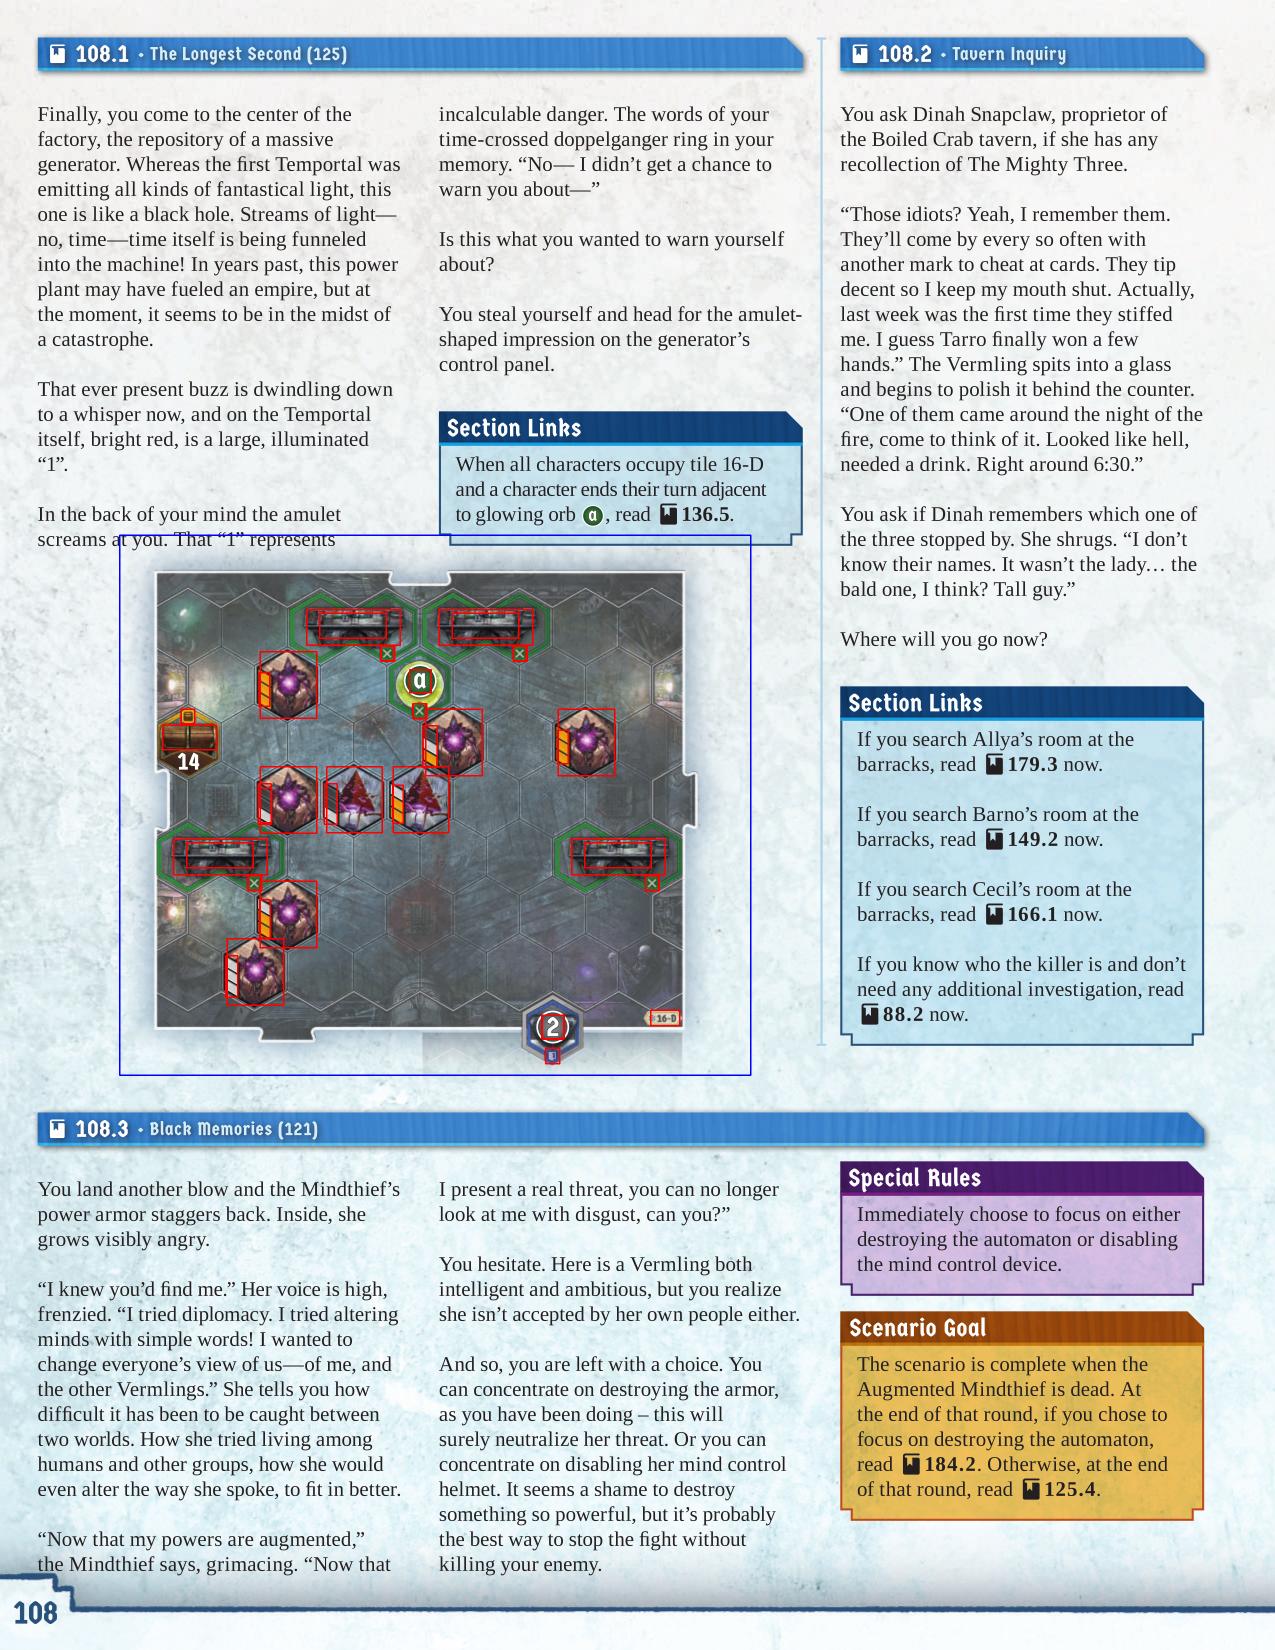 108.1 • The Longest Second (125)
Finally, you come to the center of the
factory, the repository of a massive
generator. Whereas the first Temportal was
emitting all kinds of fantastical light, this
one is like a black hole. Streams of light—
no, time—time itself is being funneled
into the machine! In years past, this power
plant may have fueled an empire, but at
the moment, it seems to be in the midst of
a catastrophe.
That ever present buzz is dwindling down
to a whisper now, and on the Temportal
itself, bright red, is a large, illuminated
“1”.
In the back of your mind the amulet
screams at you. That “1” represents
incalculable danger. The words of your
time-crossed doppelganger ring in your
memory. “No— I didn’t get a chance to
warn you about—”
Is this what you wanted to warn yourself
about?
You steal yourself and head for the amulet-
shaped impression on the generator’s
control panel.
Section Links
When all characters occupy tile 16-D
and a character ends their turn adjacent
to glowing orb a, read 136.5.
a
14
2
16-D
108.2 • Tavern Inquiry
You ask Dinah Snapclaw, proprietor of
the Boiled Crab tavern, if she has any
recollection of The Mighty Three.
“Those idiots? Yeah, I remember them.
They’ll come by every so often with
another mark to cheat at cards. They tip
decent so I keep my mouth shut. Actually,
last week was the first time they stiffed
me. I guess Tarro finally won a few
hands.” The Vermling spits into a glass
and begins to polish it behind the counter.
“One of them came around the night of the
fire, come to think of it. Looked like hell,
needed a drink. Right around 6:30.”
You ask if Dinah remembers which one of
the three stopped by. She shrugs. “I don’t
know their names. It wasn’t the lady… the
bald one, I think? Tall guy.”
Where will you go now?
Section Links
If you search Allya’s room at the
barracks, read 179.3 now.
If you search Barno’s room at the
barracks, read 149.2 now.
If you search Cecil’s room at the
barracks, read 166.1 now.
If you know who the killer is and don’t
need any additional investigation, read
88.2 now.
108.3 • Black Memories (121)
You land another blow and the Mindthief’s
power armor staggers back. Inside, she
grows visibly angry.
“I knew you’d find me.” Her voice is high,
frenzied. “I tried diplomacy. I tried altering
minds with simple words! I wanted to
change everyone’s view of us—of me, and
the other Vermlings.” She tells you how
difficult it has been to be caught between
two worlds. How she tried living among
humans and other groups, how she would
even alter the way she spoke, to fit in better.
“Now that my powers are augmented,”
the Mindthief says, grimacing. “Now that
I present a real threat, you can no longer
look at me with disgust, can you?”
You hesitate. Here is a Vermling both
intelligent and ambitious, but you realize
she isn’t accepted by her own people either.
And so, you are left with a choice. You
can concentrate on destroying the armor,
as you have been doing – this will
surely neutralize her threat. Or you can
concentrate on disabling her mind control
helmet. It seems a shame to destroy
something so powerful, but it’s probably
the best way to stop the fight without
killing your enemy.
Special Rules
Immediately choose to focus on either
destroying the automaton or disabling
the mind control device.
Scenario Goal
The scenario is complete when the
Augmented Mindthief is dead. At
the end of that round, if you chose to
focus on destroying the automaton,
read 184.2. Otherwise, at the end
of that round, read 125.4.
108